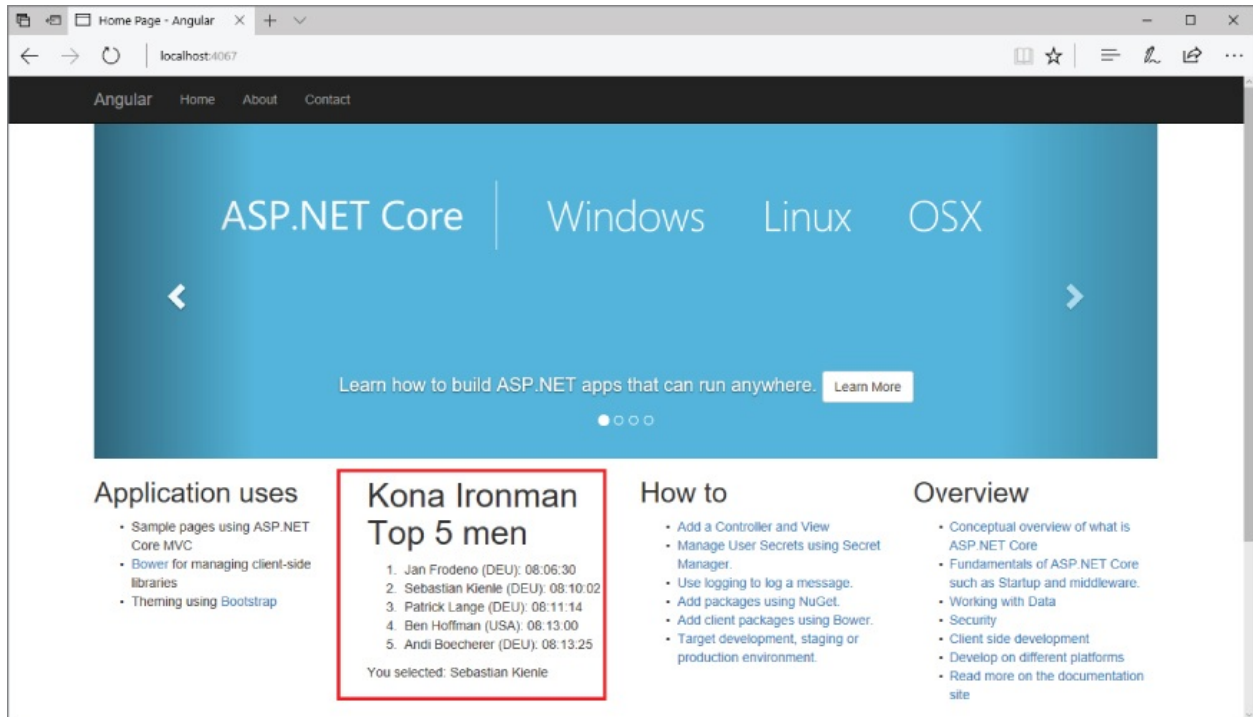 Home Page - Angular
localhost:4067
Angular Home About Contact
ASP.NET Core Windows Linux OSX
Learn how to build ASP.NET apps that can run anywhere. Learn More
Application uses
Sample pages using ASP.NET
Core MVC
Bower for managing client-side
libraries
Theming using Bootstrap
Kona Ironman
Top 5 men
1. Jan Frodeno (DEU): 08:06:30
2. Sebastian Kienle (DEU): 08:10:02
3. Patrick Lange (DEU): 08:11:14
4. Ben Hoffman (USA): 08:13:00
5. Andi Boecherer (DEU): 08:13:25
You selected: Sebastian Kienle
How to
Add a Controller and View
Manage User Secrets using Secret
Manager.
Use logging to log a message.
Add packages using NuGet.
Add client packages using Bower.
Target development, staging or
production environment.
Overview
Conceptual overview of what is
ASP.NET Core
Fundamentals of ASP.NET Core
such as Startup and middleware.
Working with Data
Security
Client side development
Develop on different platforms
Read more on the documentation
site